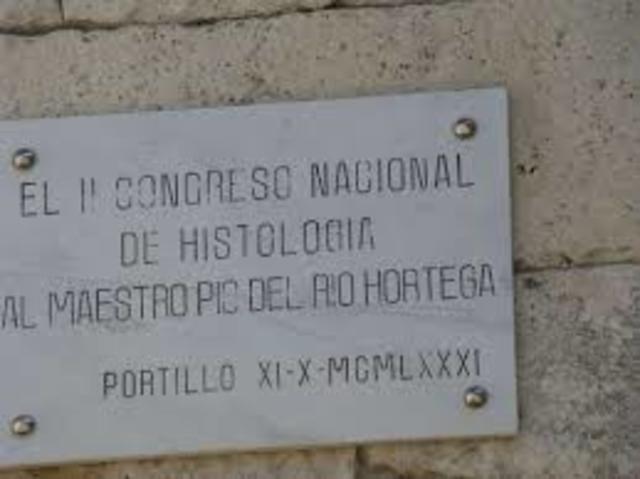 EL II CONGRESO NACIONAL
DE HISTOLOGIA
AL MAESTRO PIO DEL RIO HORTEGA
PORTILLO XI-X-MCMLXXXI